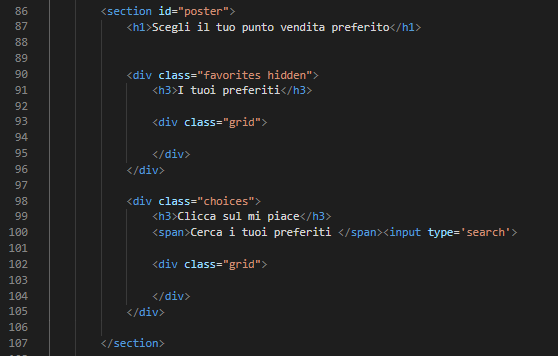 86 <section id="poster">
87 <h1>Scegli il tuo punto vendita preferito</h1>
88
89
90 <div class="favorites hidden">
91 <h3>I tuoi preferiti</h3>
92
93 <div class="grid">
94
95 </div>
96 </div>
97
98 <div class="choices">
99 <h3>Clicca sul mi piace</h3>
100 <span>Cerca i tuoi preferiti </span><input type='search'>
101
102 <div class="grid">
103
104 </div>
105 </div>
106
107 </section>